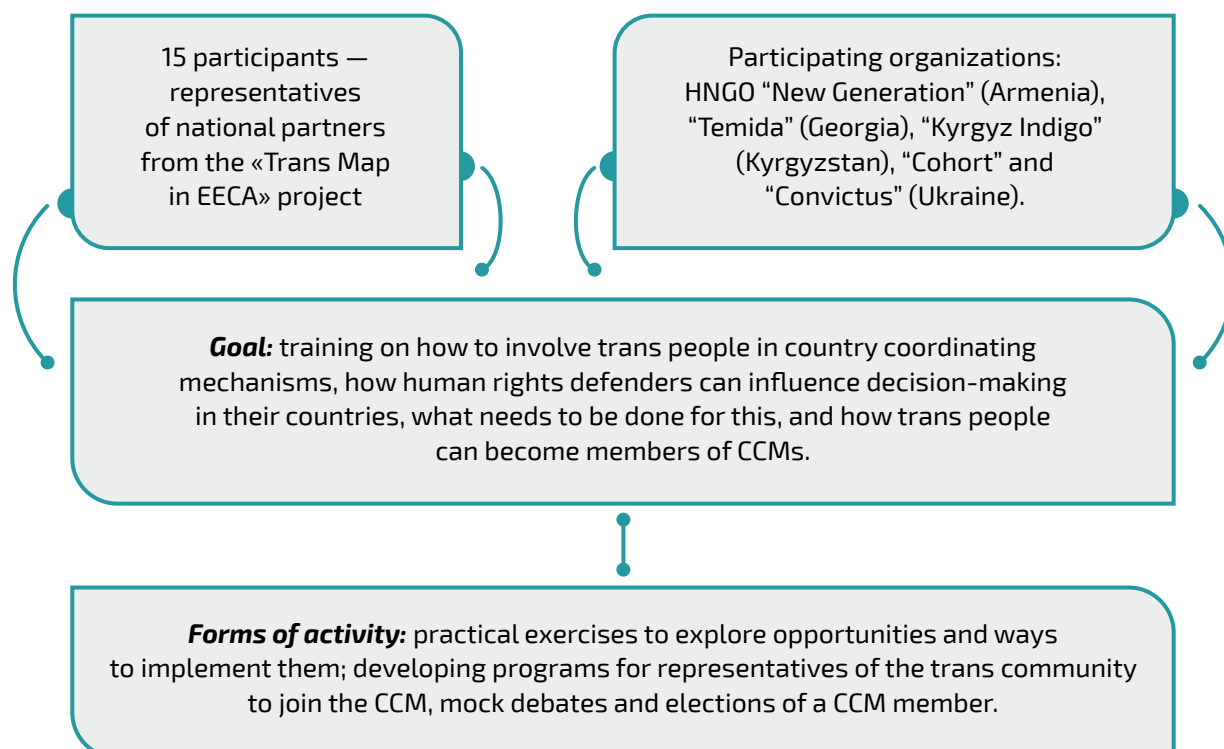 15 participants —
representatives
of national partners
from the «Trans Map
in EECA» project
Participating organizations:
HNGO “New Generation” (Armenia),
“Temida” (Georgia), “Kyrgyz Indigo”
(Kyrgyzstan), “Cohort” and
“Convictus” (Ukraine).
Goal: training on how to involve trans people in country coordinating
mechanisms, how human rights defenders can influence decision-making
in their countries, what needs to be done for this, and how trans people
can become members of CCMs.
Forms of activity: practical exercises to explore opportunities and ways
to implement them; developing programs for representatives of the trans community
to join the CCM, mock debates and elections of a CCM member.